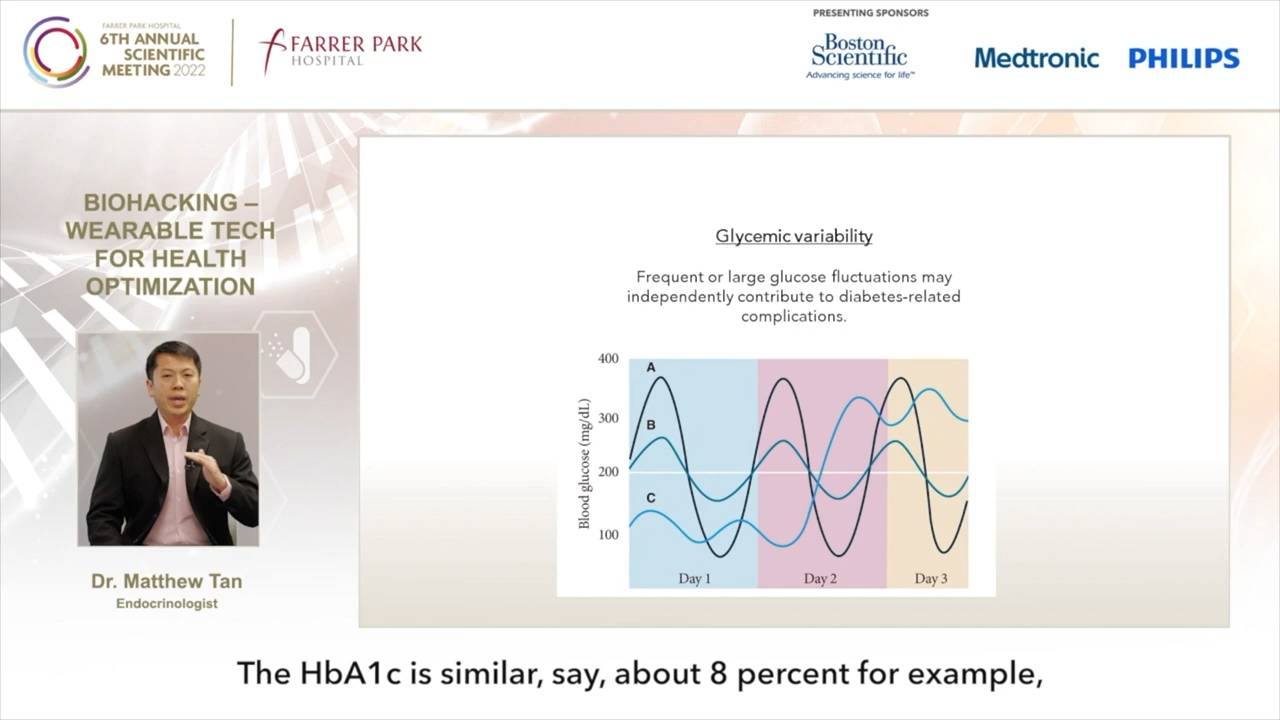 FARRER PARK HOSPITAL
6TH ANNUAL
SCIENTIFIC
MEETING 2022
FARRER PARK
HOSPITAL
PRESENTING SPONSORS
Boston
Scientific
Advancing science for life™
Medtronic
PHILIPS
BIOHACKING –
WEARABLE TECH
FOR HEALTH
OPTIMIZATION
Dr. Matthew Tan
Endocrinologist
Glycemic variability
Frequent or large glucose fluctuations may
independently contribute to diabetes-related
complications.
Blood glucose (mg/dL)
400
300
200
100
A
B
C
Day 1
Day 2
Day 3
The HbA1c is similar, say, about 8 percent for example,